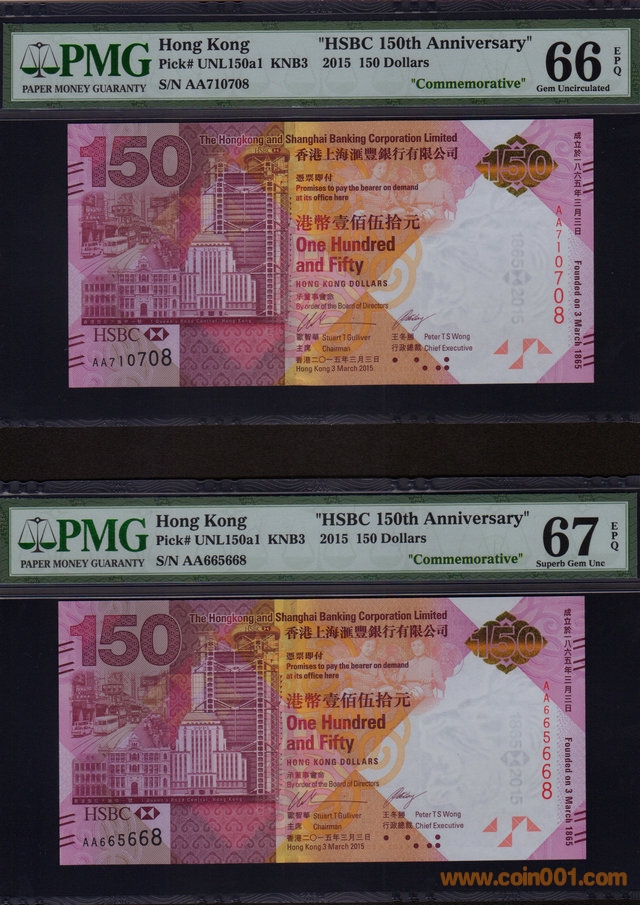 PMG
PAPER MONEY GUARANTY
Hong Kong "HSBC 150th Anniversary"
Pick# UNL150a1 KNB3 2015 150 Dollars
S/N AA710708 "Commemorative"
66 EPQ
Gem Uncirculated
150
The Hongkong and Shanghai Banking Corporation Limited
香港上海滙豐銀行有限公司
憑票即付
Promises to pay the bearer on demand
at its office here
港幣壹佰伍拾元
One Hundred
and Fifty
HONG KONG DOLLARS
承董事會命
By order of the Board of Directors
歐智華 Stuart T Gulliver 王冬勝 Peter T S Wong
主席 Chairman 行政總裁 Chief Executive
香港二〇一五年三月三日
Hong Kong 3 March 2015
HSBC
AA710708
150
AA710708
1865 2015
成立於一八六五年三月三日
Founded on 3 March 1865
PMG
PAPER MONEY GUARANTY
Hong Kong "HSBC 150th Anniversary"
Pick# UNL150a1 KNB3 2015 150 Dollars
S/N AA665668 "Commemorative"
67 EPQ
Superb Gem Unc
150
The Hongkong and Shanghai Banking Corporation Limited
香港上海滙豐銀行有限公司
憑票即付
Promises to pay the bearer on demand
at its office here
港幣壹佰伍拾元
One Hundred
and Fifty
HONG KONG DOLLARS
承董事會命
By order of the Board of Directors
歐智華 Stuart T Gulliver 王冬勝 Peter T S Wong
主席 Chairman 行政總裁 Chief Executive
香港二〇一五年三月三日
Hong Kong 3 March 2015
HSBC
AA665668
150
AA665668
1865 2015
成立於一八六五年三月三日
Founded on 3 March 1865
www.coin001.com